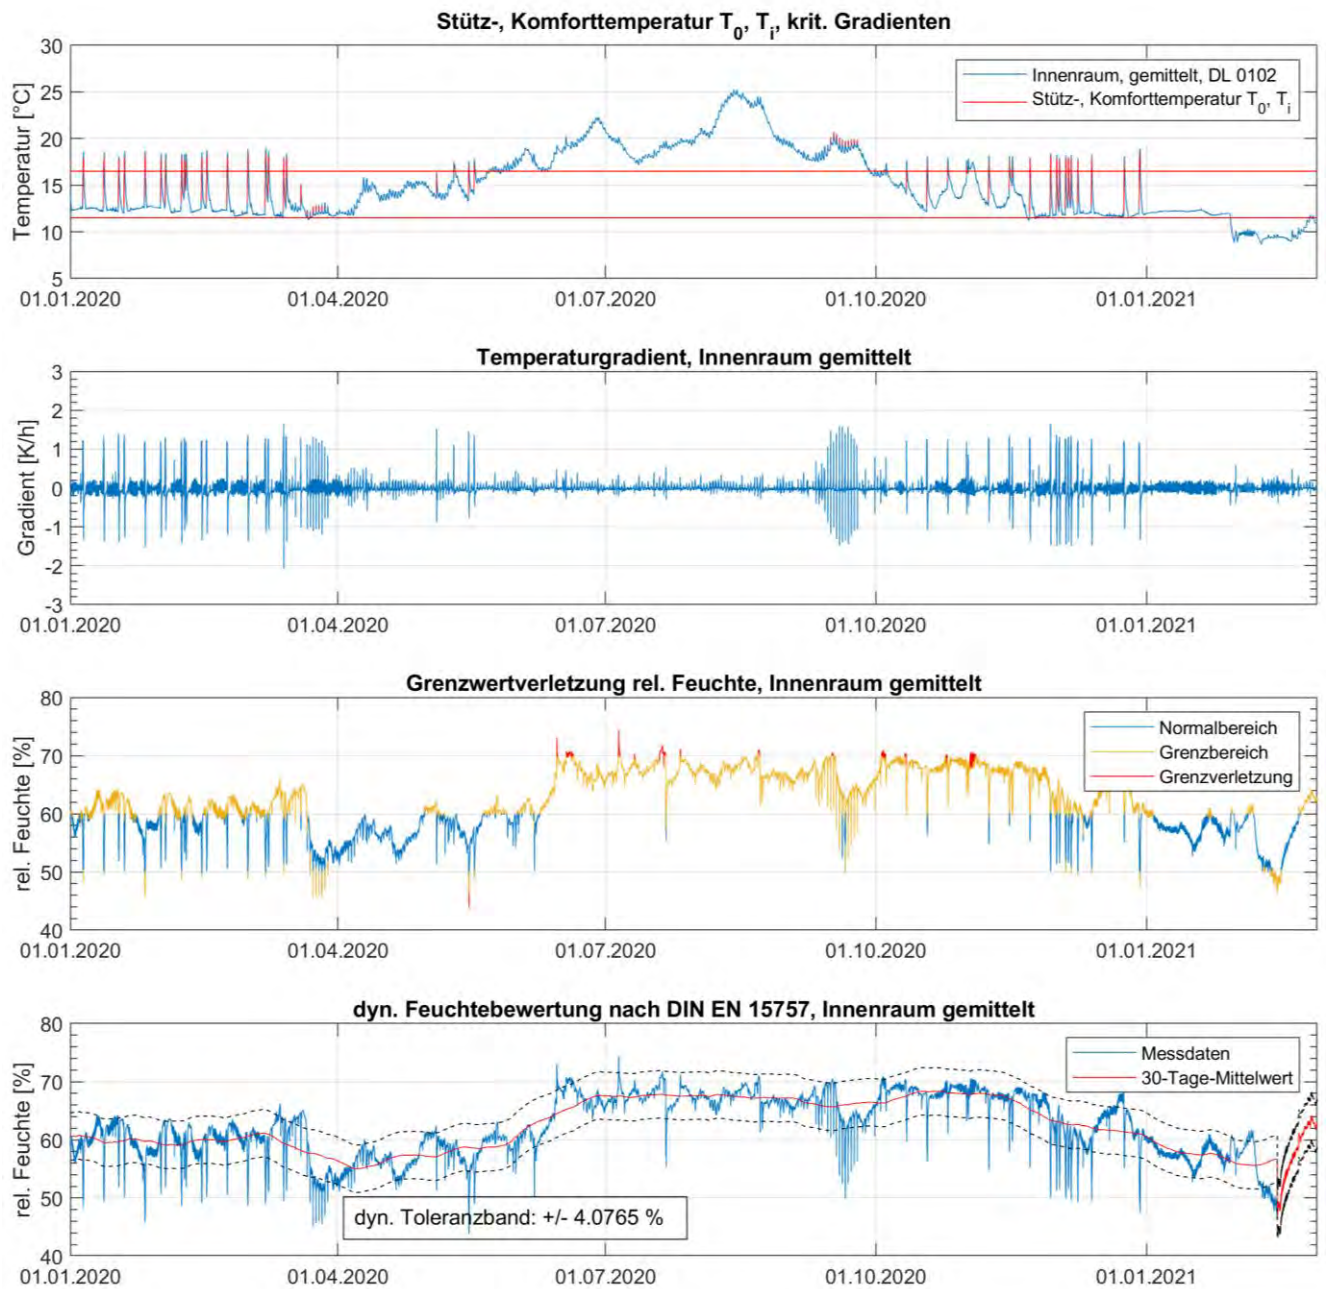 Stütz-, Komforttemperatur T0, Ti, krit. Gradienten
Temperatur [°C]
30
25
20
15
10
5
Innenraum, gemittelt, DL 0102
Stütz-, Komforttemperatur T0, Ti
01.01.2020 01.04.2020 01.07.2020 01.10.2020 01.01.2021
Temperaturgradient, Innenraum gemittelt
Gradient [K/h]
3
2
1
0
-1
-2
-3
01.01.2020 01.04.2020 01.07.2020 01.10.2020 01.01.2021
Grenzwertverletzung rel. Feuchte, Innenraum gemittelt
rel. Feuchte [%]
80
70
60
50
40
Normalbereich
Grenzbereich
Grenzverletzung
01.01.2020 01.04.2020 01.07.2020 01.10.2020 01.01.2021
dyn. Feuchtebewertung nach DIN EN 15757, Innenraum gemittelt
rel. Feuchte [%]
80
70
60
50
40
Messdaten
30-Tage-Mittelwert
dyn. Toleranzband: +/- 4.0765 %
01.01.2020 01.04.2020 01.07.2020 01.10.2020 01.01.2021